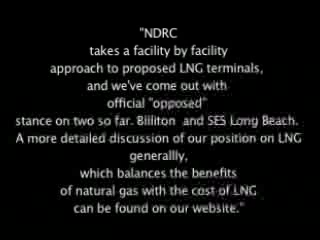 "NDRC
takes a facility by facility
approach to proposed LNG terminals,
and we've come out with
official "opposed"
stance on two so far. Biiliton and SES Long Beach.
A more detailed discussion of our position on LNG
generallly,
which balances the benefits
of natural gas with the cost of LNG
can be found on our website."